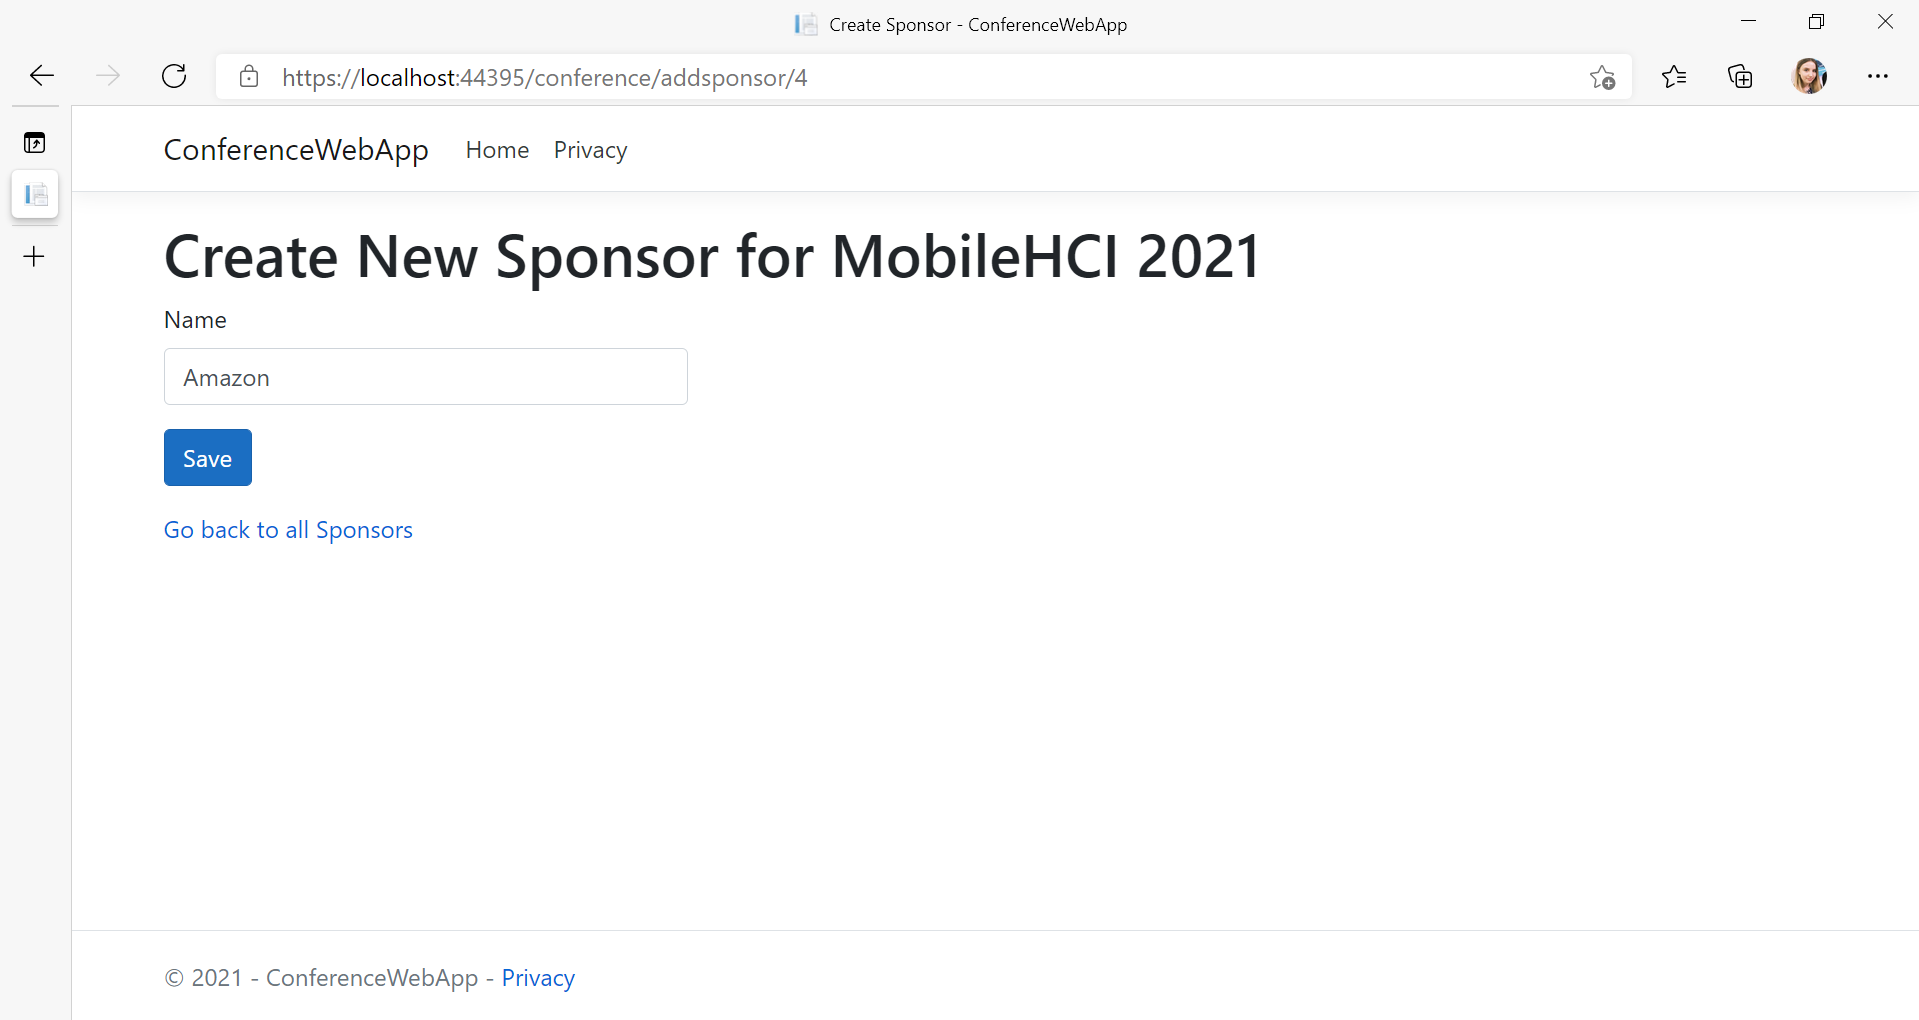 Create Sponsor - ConferenceWebApp
https://localhost:44395/conference/addsponsor/4
ConferenceWebApp Home Privacy
Create New Sponsor for MobileHCI 2021
Name
Amazon
Save
Go back to all Sponsors
© 2021 - ConferenceWebApp - Privacy